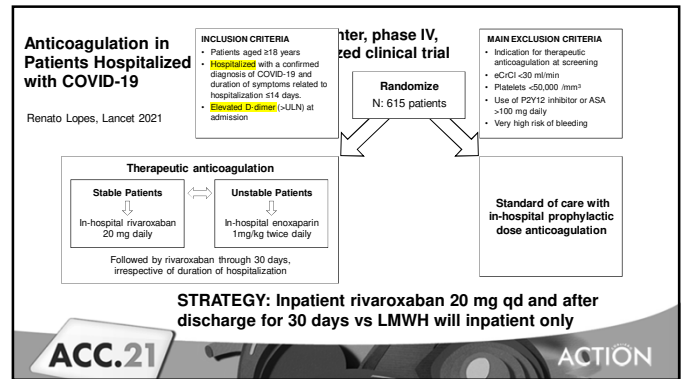 Anticoagulation in
Patients Hospitalized
with COVID-19
Renato Lopes, Lancet 2021
INCLUSION CRITERIA
• Patients aged ≥18 years
• Hospitalized with a confirmed
diagnosis of COVID-19 and
duration of symptoms related to
hospitalization ≤14 days.
• Elevated D-dimer (>ULN) at
admission
nter, phase IV,
zed clinical trial
Randomize
N: 615 patients
MAIN EXCLUSION CRITERIA
• Indication for therapeutic
anticoagulation at screening
• eCrCl <30 ml/min
• Platelets <50,000 /mm³
• Use of P2Y12 inhibitor or ASA
>100 mg daily
• Very high risk of bleeding
Therapeutic anticoagulation
Stable Patients
In-hospital rivaroxaban
20 mg daily
Unstable Patients
In-hospital enoxaparin
1mg/kg twice daily
Followed by rivaroxaban through 30 days,
irrespective of duration of hospitalization
Standard of care with
in-hospital prophylactic
dose anticoagulation
STRATEGY: Inpatient rivaroxaban 20 mg qd and after
discharge for 30 days vs LMWH will inpatient only
ACC.21
ACTION